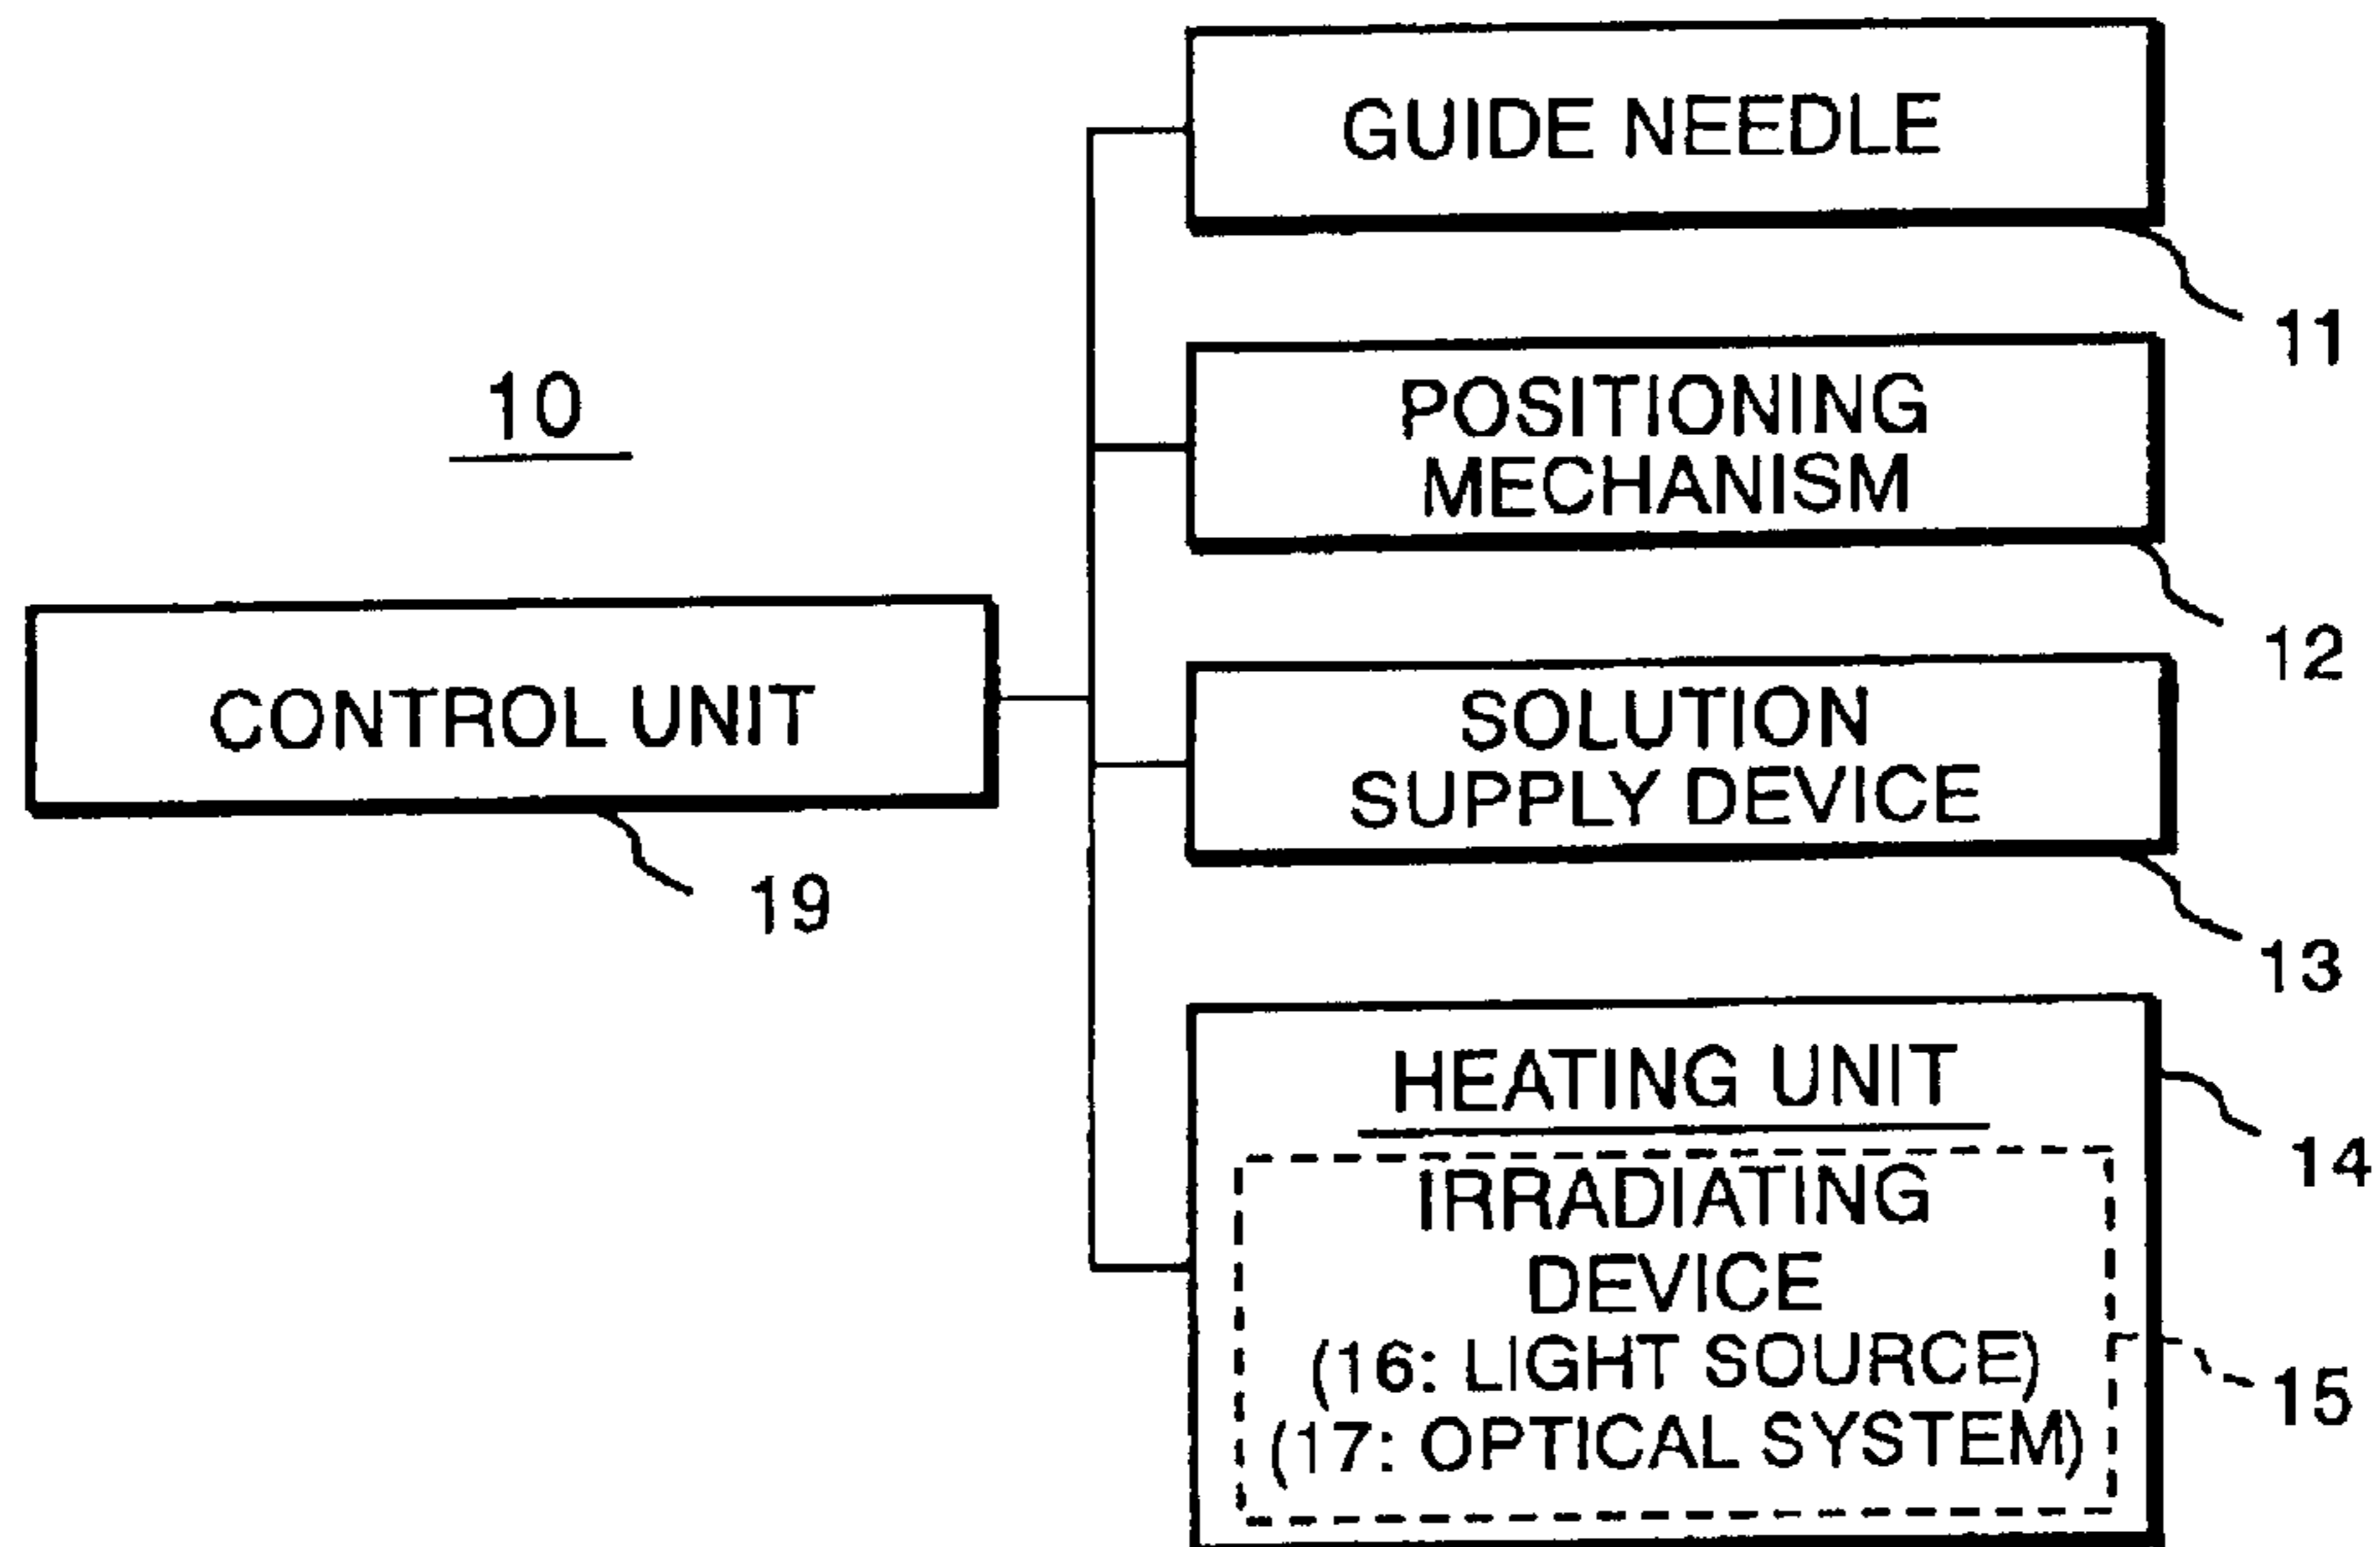 GUIDE NEEDLE
11
10
POSITIONING
MECHANISM
12
CONTROL UNIT
19
SOLUTION
SUPPLY DEVICE
13
HEATING UNIT
14
IRRADIATING
DEVICE
(16: LIGHT SOURCE)
(17: OPTICAL SYSTEM)
15